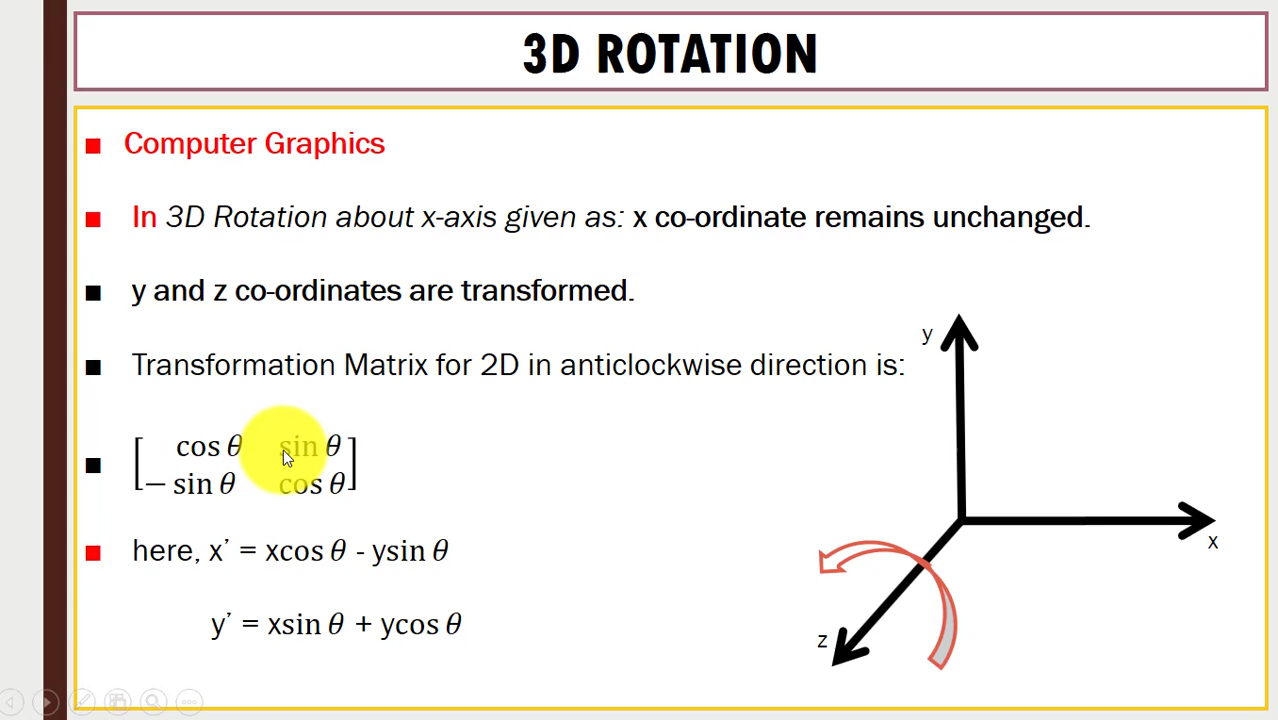 3D ROTATION
Computer Graphics
In 3D Rotation about x-axis given as: x co-ordinate remains unchanged.
y and z co-ordinates are transformed.
Transformation Matrix for 2D in anticlockwise direction is:
cos θ sin θ
− sin θ cos θ
here, x’ = xcos θ - ysin θ
y’ = xsin θ + ycos θ
y
x
z